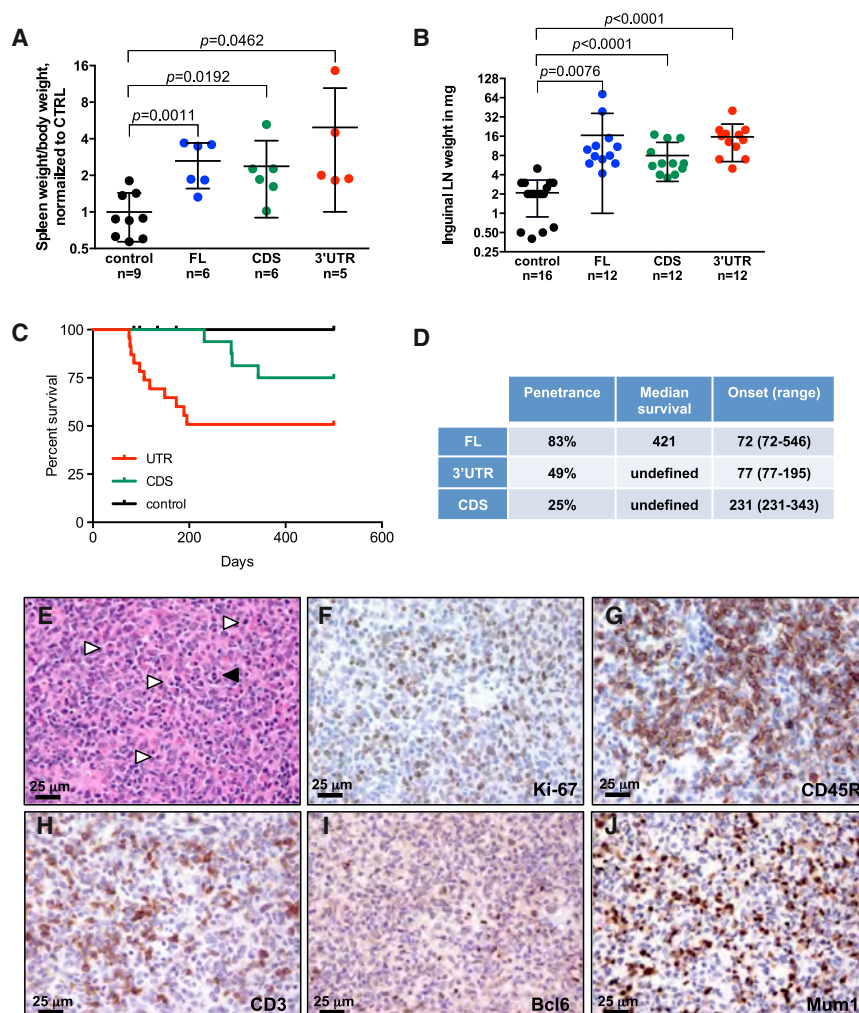 A
p=0.0462
p=0.0192
p=0.0011
Spleen weight/body weight,
normalized to CTRL
16
8
4
2
1
0.5
control
n=9
FL
n=6
CDS
n=6
3'UTR
n=5
B
p<0.0001
p<0.0001
p=0.0076
Inguinal LN weight in mg
128
64
32
16
8
4
2
1
0.50
0.25
control
n=16
FL
n=12
CDS
n=12
3'UTR
n=12
C
Percent survival
100
75
50
25
0
UTR
CDS
control
0
200
400
600
Days
D
Penetrance
Median
survival
Onset (range)
FL
83%
421
72 (72-546)
3'UTR
49%
undefined
77 (77-195)
CDS
25%
undefined
231 (231-343)
E
25 µm
F
25 µm
Ki-67
G
25 µm
CD45R
H
25 µm
CD3
I
25 µm
Bcl6
J
25 µm
Mum1